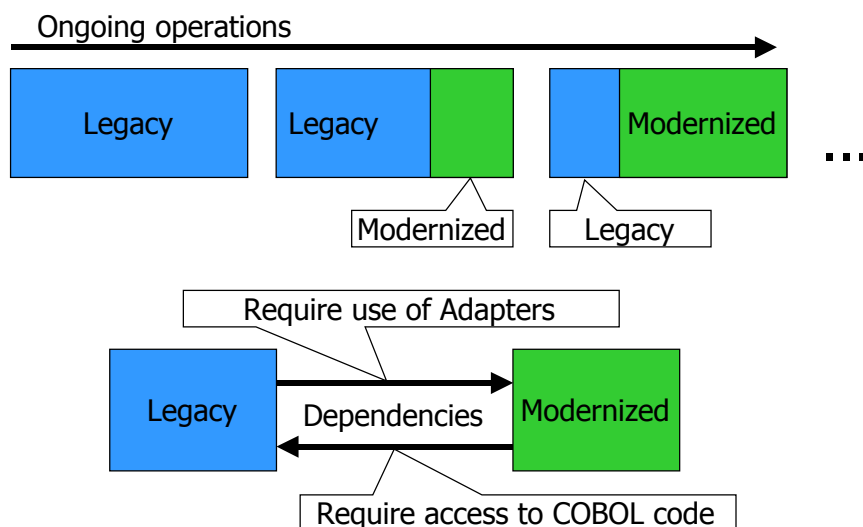 Ongoing operations
Legacy
Legacy
Modernized
...
Modernized
Legacy
Require use of Adapters
Legacy
Dependencies
Modernized
Require access to COBOL code